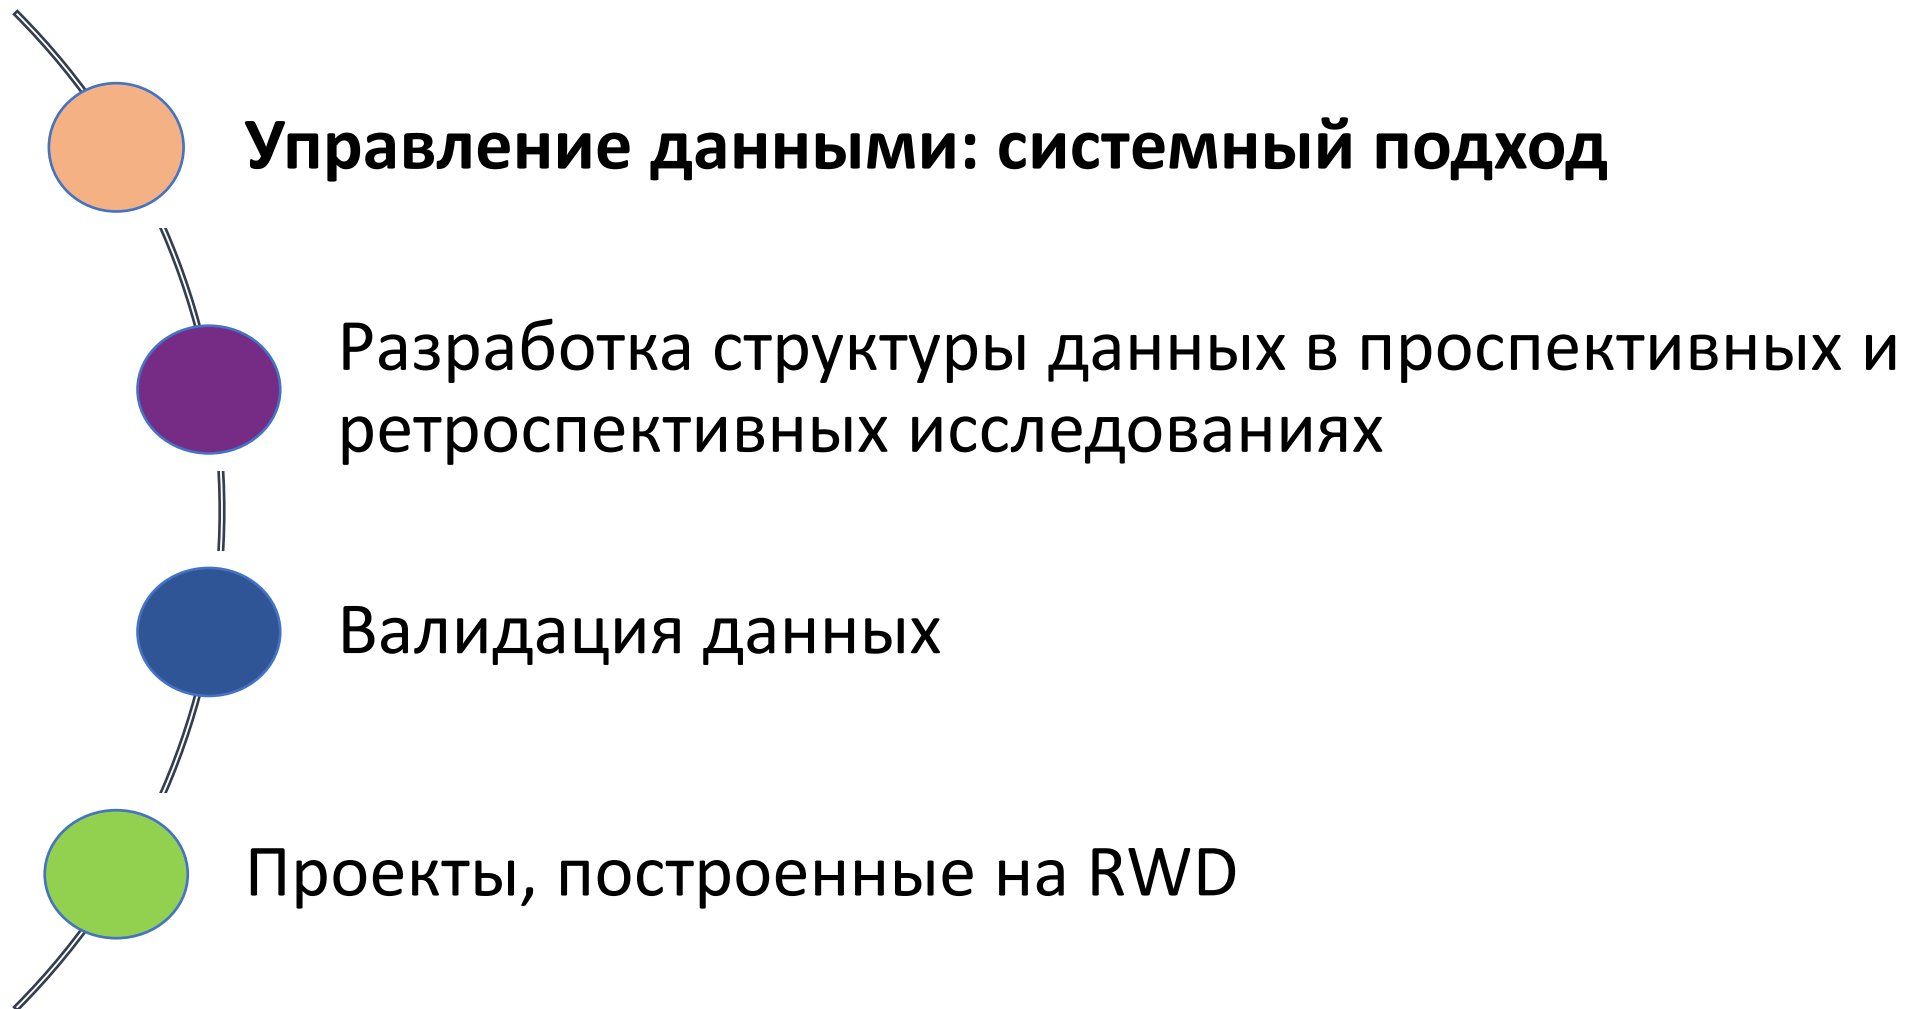 Управление данными: системный подход
Разработка структуры данных в проспективных и
ретроспективных исследованиях
Валидация данных
Проекты, построенные на RWD